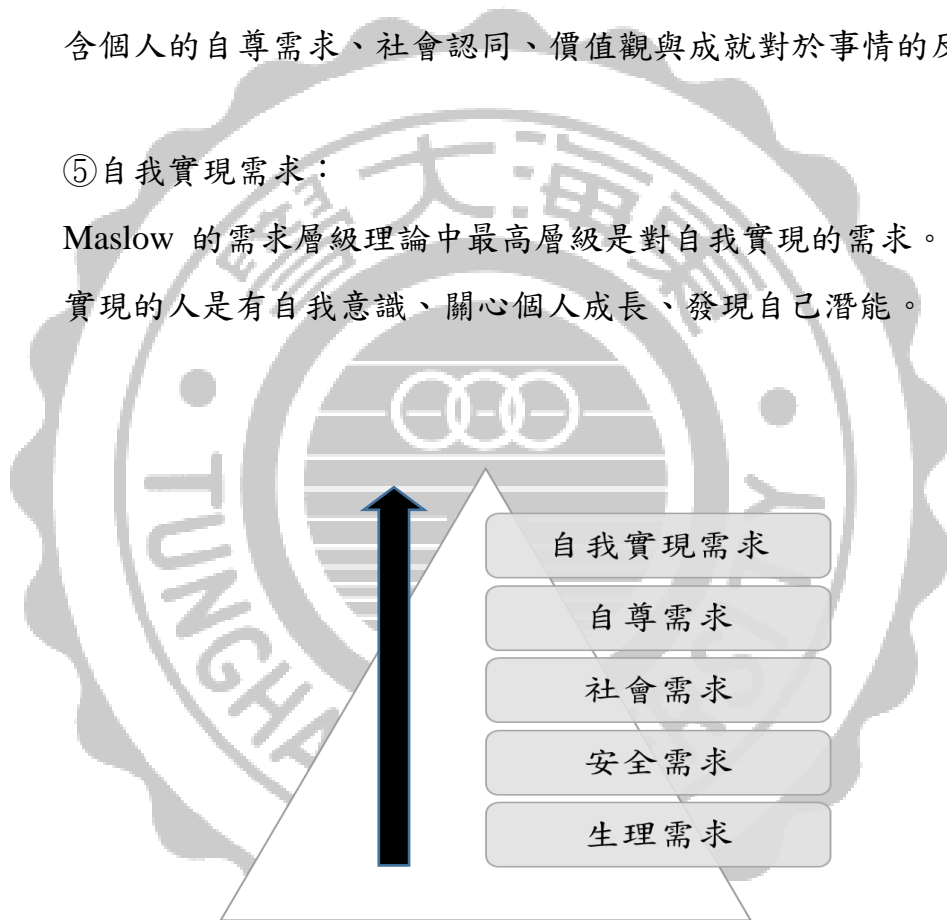 含個人的自尊需求、社會認同、價值觀與成就對於事情的
⑤自我實現需求：
Maslow 的需求層級理論中最高層級是對自我實現的需求。
實現的人是有自我意識、關心個人成長、發現自己潛能。
自我實現需求
自尊需求
社會需求
安全需求
生理需求
大
海
TUNGHA